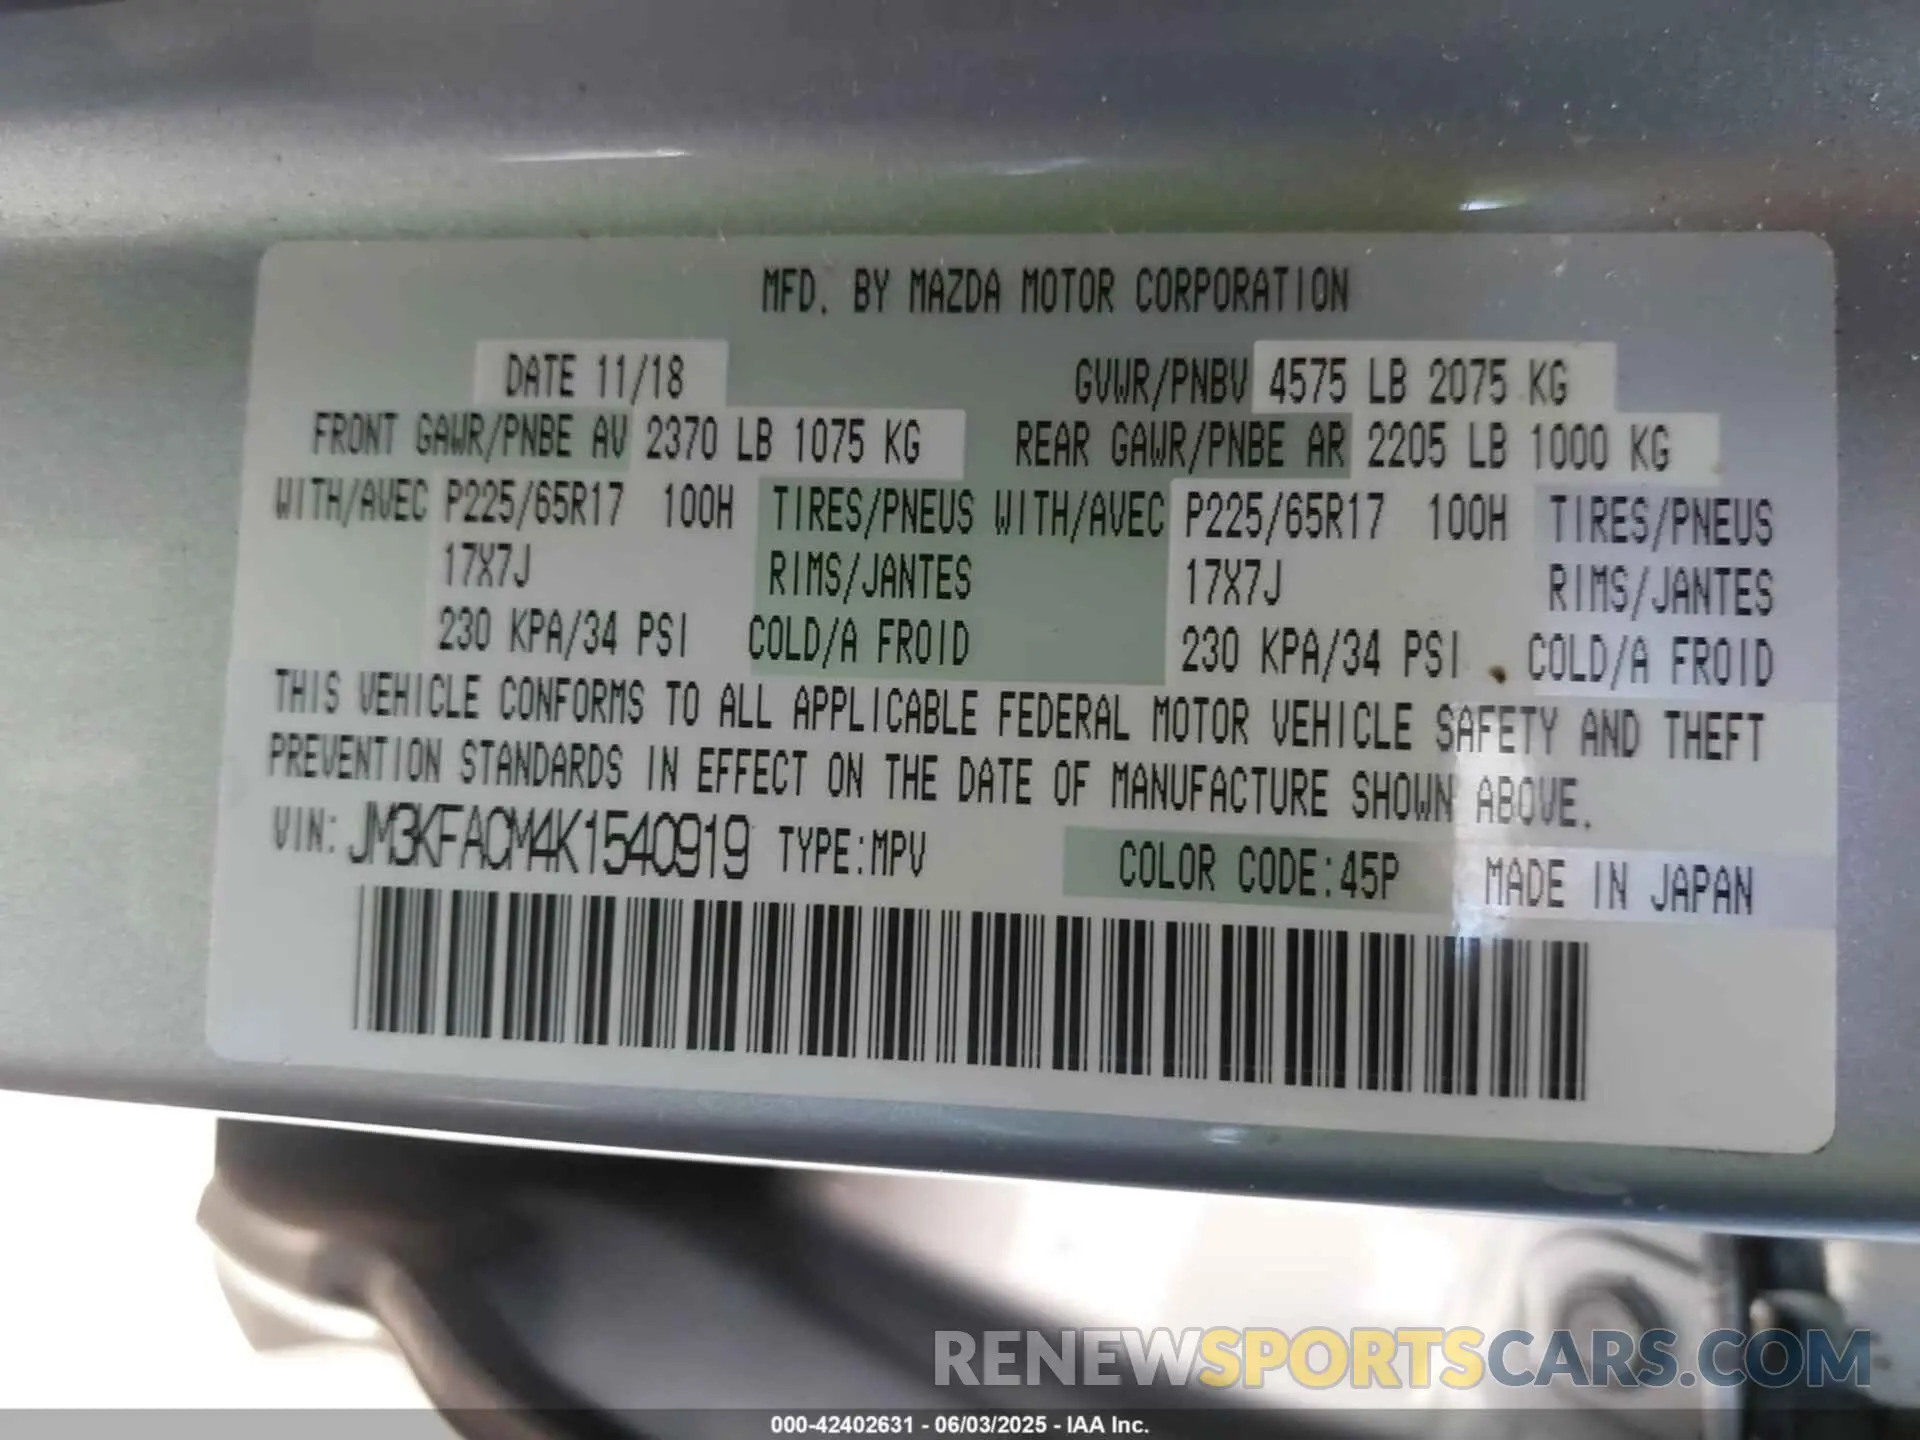 MFD. BY MAZDA MOTOR CORPORATION
DATE 11/18 GVWR/PNBV 4575 LB 2075 KG
FRONT GAWR/PNBE AV 2370 LB 1075 KG REAR GAWR/PNBE AR 2205 LB 1000 KG
WITH/AVEC P225/65R17 100H TIRES/PNEUS WITH/AVEC P225/65R17 100H TIRES/PNEUS
17X7J RIMS/JANTES 17X7J RIMS/JANTES
230 KPA/34 PSI COLD/A FROID 230 KPA/34 PSI COLD/A FROID
THIS VEHICLE CONFORMS TO ALL APPLICABLE FEDERAL MOTOR VEHICLE SAFETY AND THEFT
PREVENTION STANDARDS IN EFFECT ON THE DATE OF MANUFACTURE SHOWN ABOVE.
VIN: JM3KFACM4K1540919 TYPE:MPV COLOR CODE:45P MADE IN JAPAN
RENEWSPORTSCARS.COM
000-42402631 - 06/03/2025 - IAA Inc.